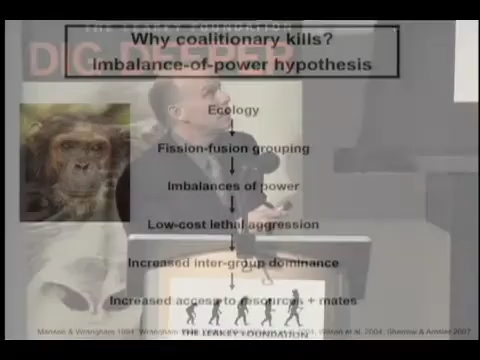 THE LEAKEY FOUNDATION
DIG DEEPER
Why coalitionary kills?
Imbalance-of-power hypothesis
Ecology
Fission-fusion grouping
Imbalances of power
Low-cost lethal aggression
Increased inter-group dominance
Increased access to resources + mates
THE LEAKEY FOUNDATION
Manson & Wrangham 1991, Wrangham 2004, Wilson et al. 2004, Sherrow & Amsler 2007